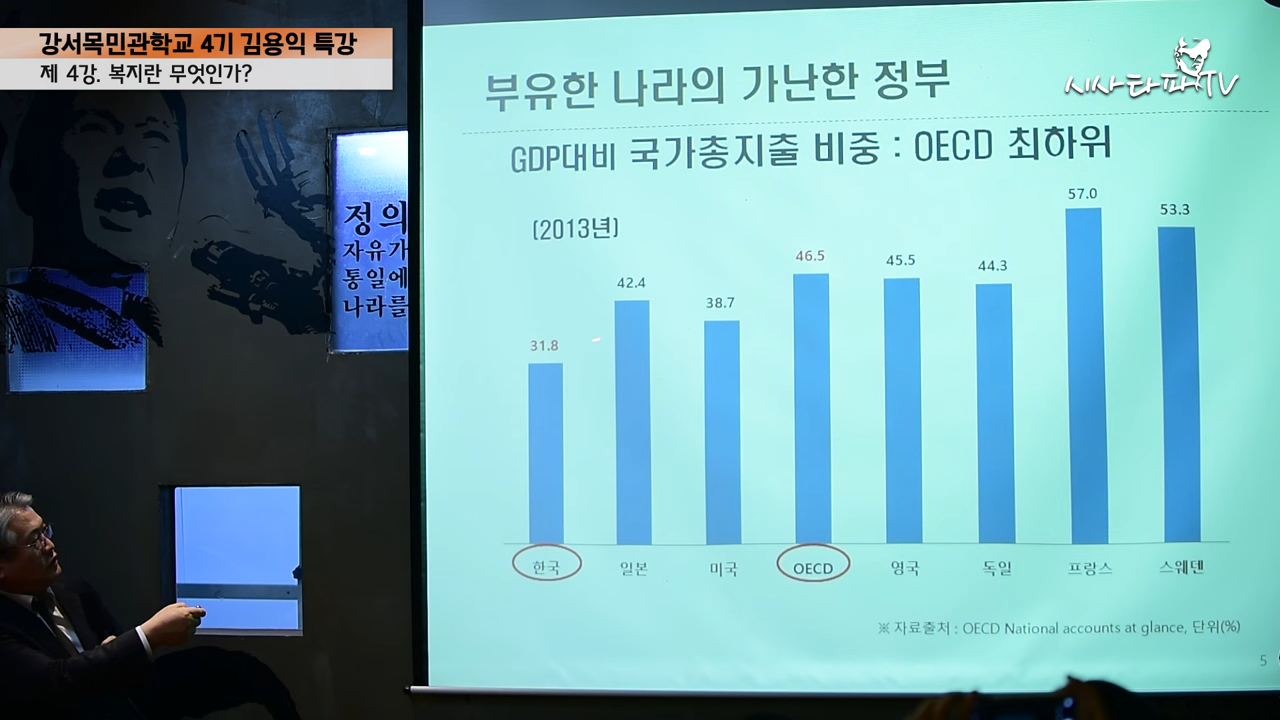 강서목민관학교 4기 김용익 특강
제 4강. 복지란 무엇인가?
시사타파TV
정의
자유가
통일에
나라를
부유한 나라의 가난한 정부
GDP대비 국가총지출 비중 : OECD 최하위
(2013년)
31.8
42.4
38.7
46.5
45.5
44.3
57.0
53.3
한국 일본 미국 OECD 영국 독일 프랑스 스웨덴
※ 자료출처 : OECD National accounts at glance, 단위(%)
5